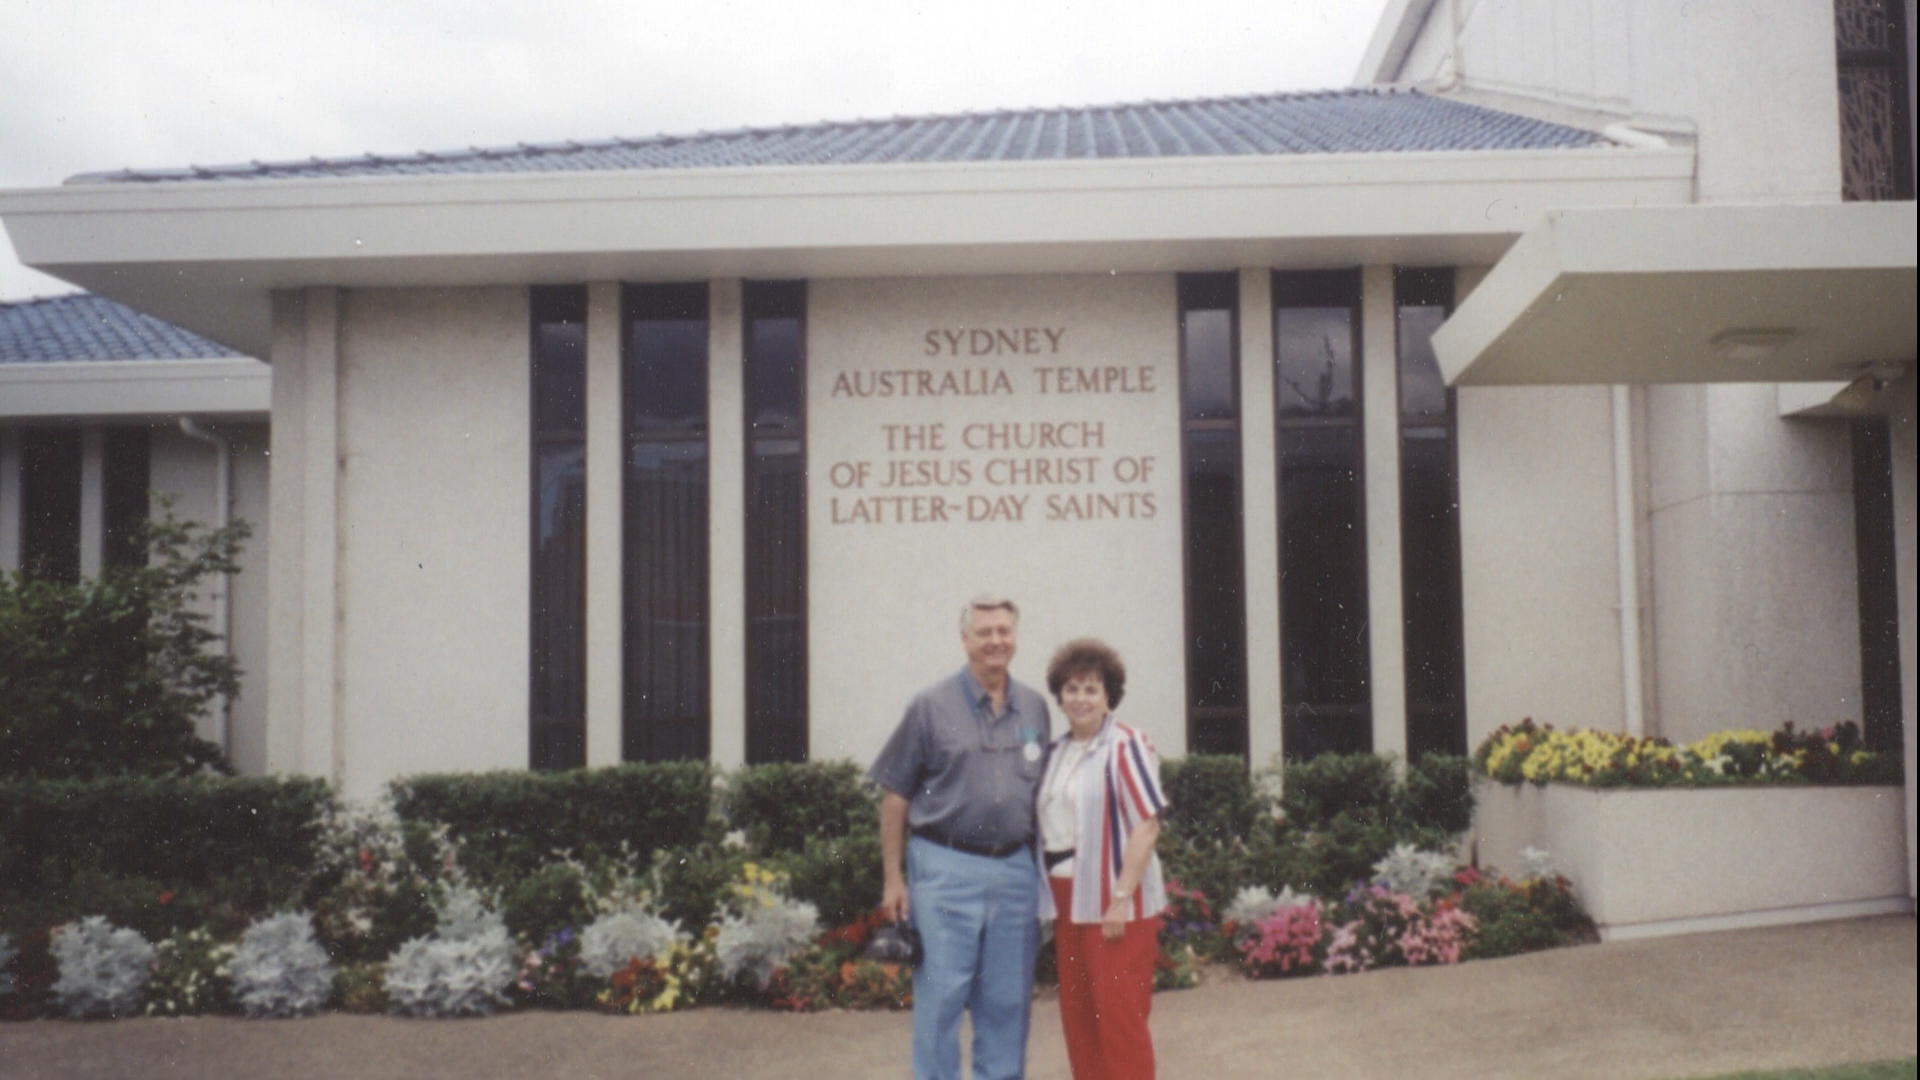 SYDNEY
AUSTRALIA TEMPLE
THE CHURCH
OF JESUS CHRIST OF
LATTER-DAY SAINTS